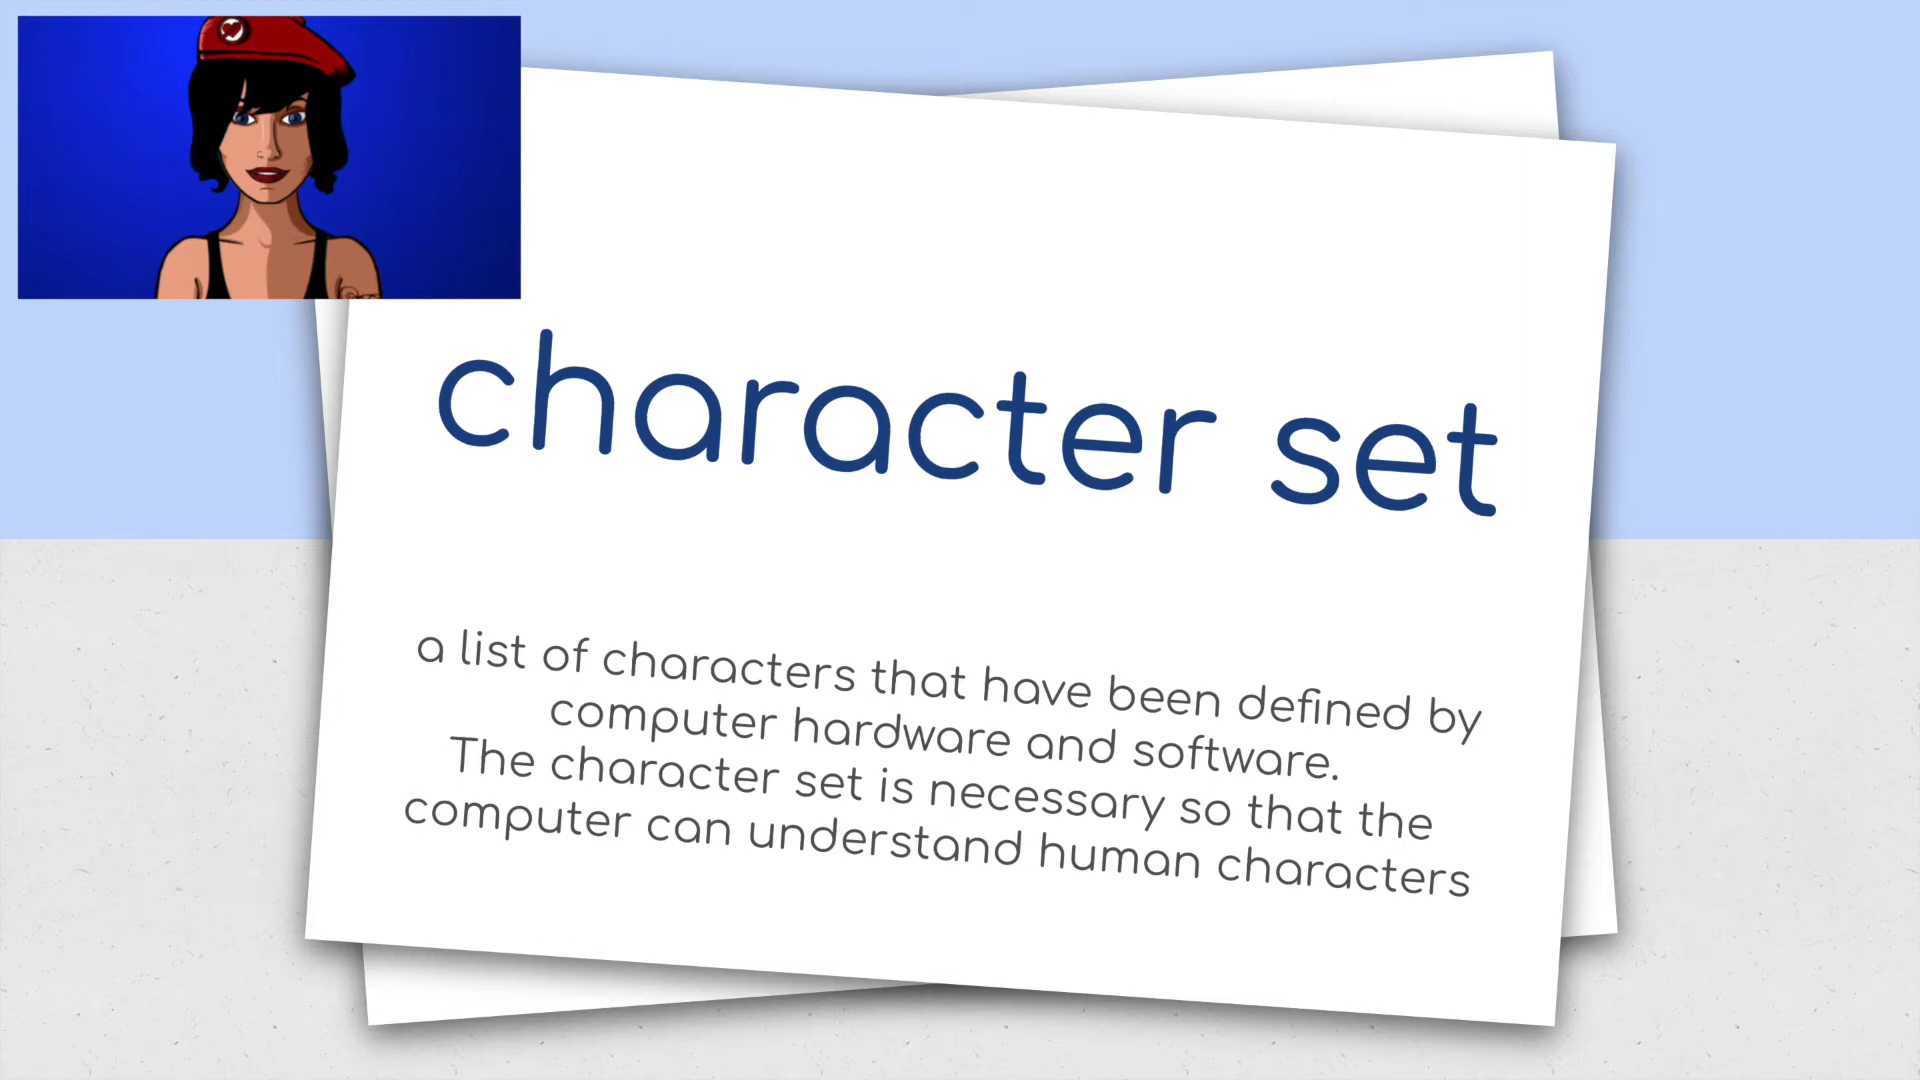 character set
a list of characters that have been defined by
computer hardware and software.
The character set is necessary so that the
computer can understand human characters